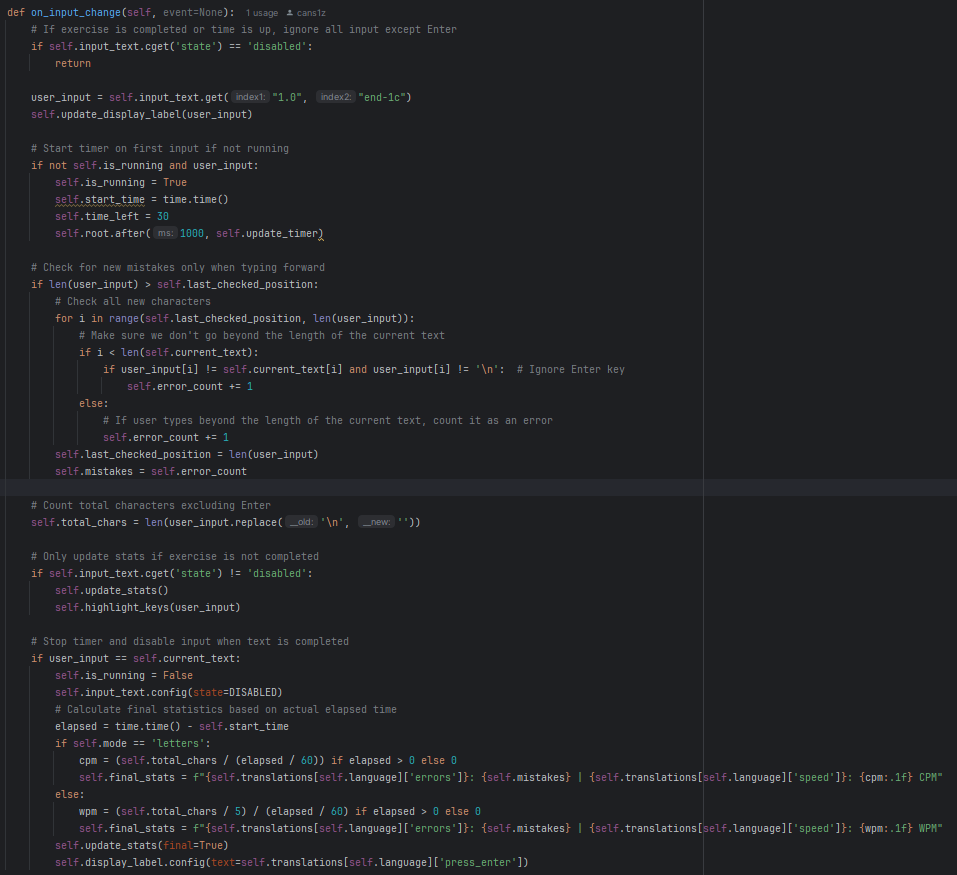 def on_input_change(self, event=None): 1 usage cans1z
# If exercise is completed or time is up, ignore all input except Enter
if self.input_text.cget('state') == 'disabled':
return
user_input = self.input_text.get( index1: "1.0", index2: "end-1c")
self.update_display_label(user_input)
# Start timer on first input if not running
if not self.is_running and user_input:
self.is_running = True
self.start_time = time.time()
self.time_left = 30
self.root.after( ms: 1000, self.update_timer)
# Check for new mistakes only when typing forward
if len(user_input) > self.last_checked_position:
# Check all new characters
for i in range(self.last_checked_position, len(user_input)):
# Make sure we don't go beyond the length of the current text
if i < len(self.current_text):
if user_input[i] != self.current_text[i] and user_input[i] != '\n': # Ignore Enter key
self.error_count += 1
else:
# If user types beyond the length of the current text, count it as an error
self.error_count += 1
self.last_checked_position = len(user_input)
self.mistakes = self.error_count
# Count total characters excluding Enter
self.total_chars = len(user_input.replace( __old: '\n', __new: ''))
# Only update stats if exercise is not completed
if self.input_text.cget('state') != 'disabled':
self.update_stats()
self.highlight_keys(user_input)
# Stop timer and disable input when text is completed
if user_input == self.current_text:
self.is_running = False
self.input_text.config(state=DISABLED)
# Calculate final statistics based on actual elapsed time
elapsed = time.time() - self.start_time
if self.mode == 'letters':
cpm = (self.total_chars / (elapsed / 60)) if elapsed > 0 else 0
self.final_stats = f"{self.translations[self.language]['errors']}: {self.mistakes} | {self.translations[self.language]['speed']}: {cpm:.1f} CPM"
else:
wpm = (self.total_chars / 5) / (elapsed / 60) if elapsed > 0 else 0
self.final_stats = f"{self.translations[self.language]['errors']}: {self.mistakes} | {self.translations[self.language]['speed']}: {wpm:.1f} WPM"
self.update_stats(final=True)
self.display_label.config(text=self.translations[self.language]['press_enter'])